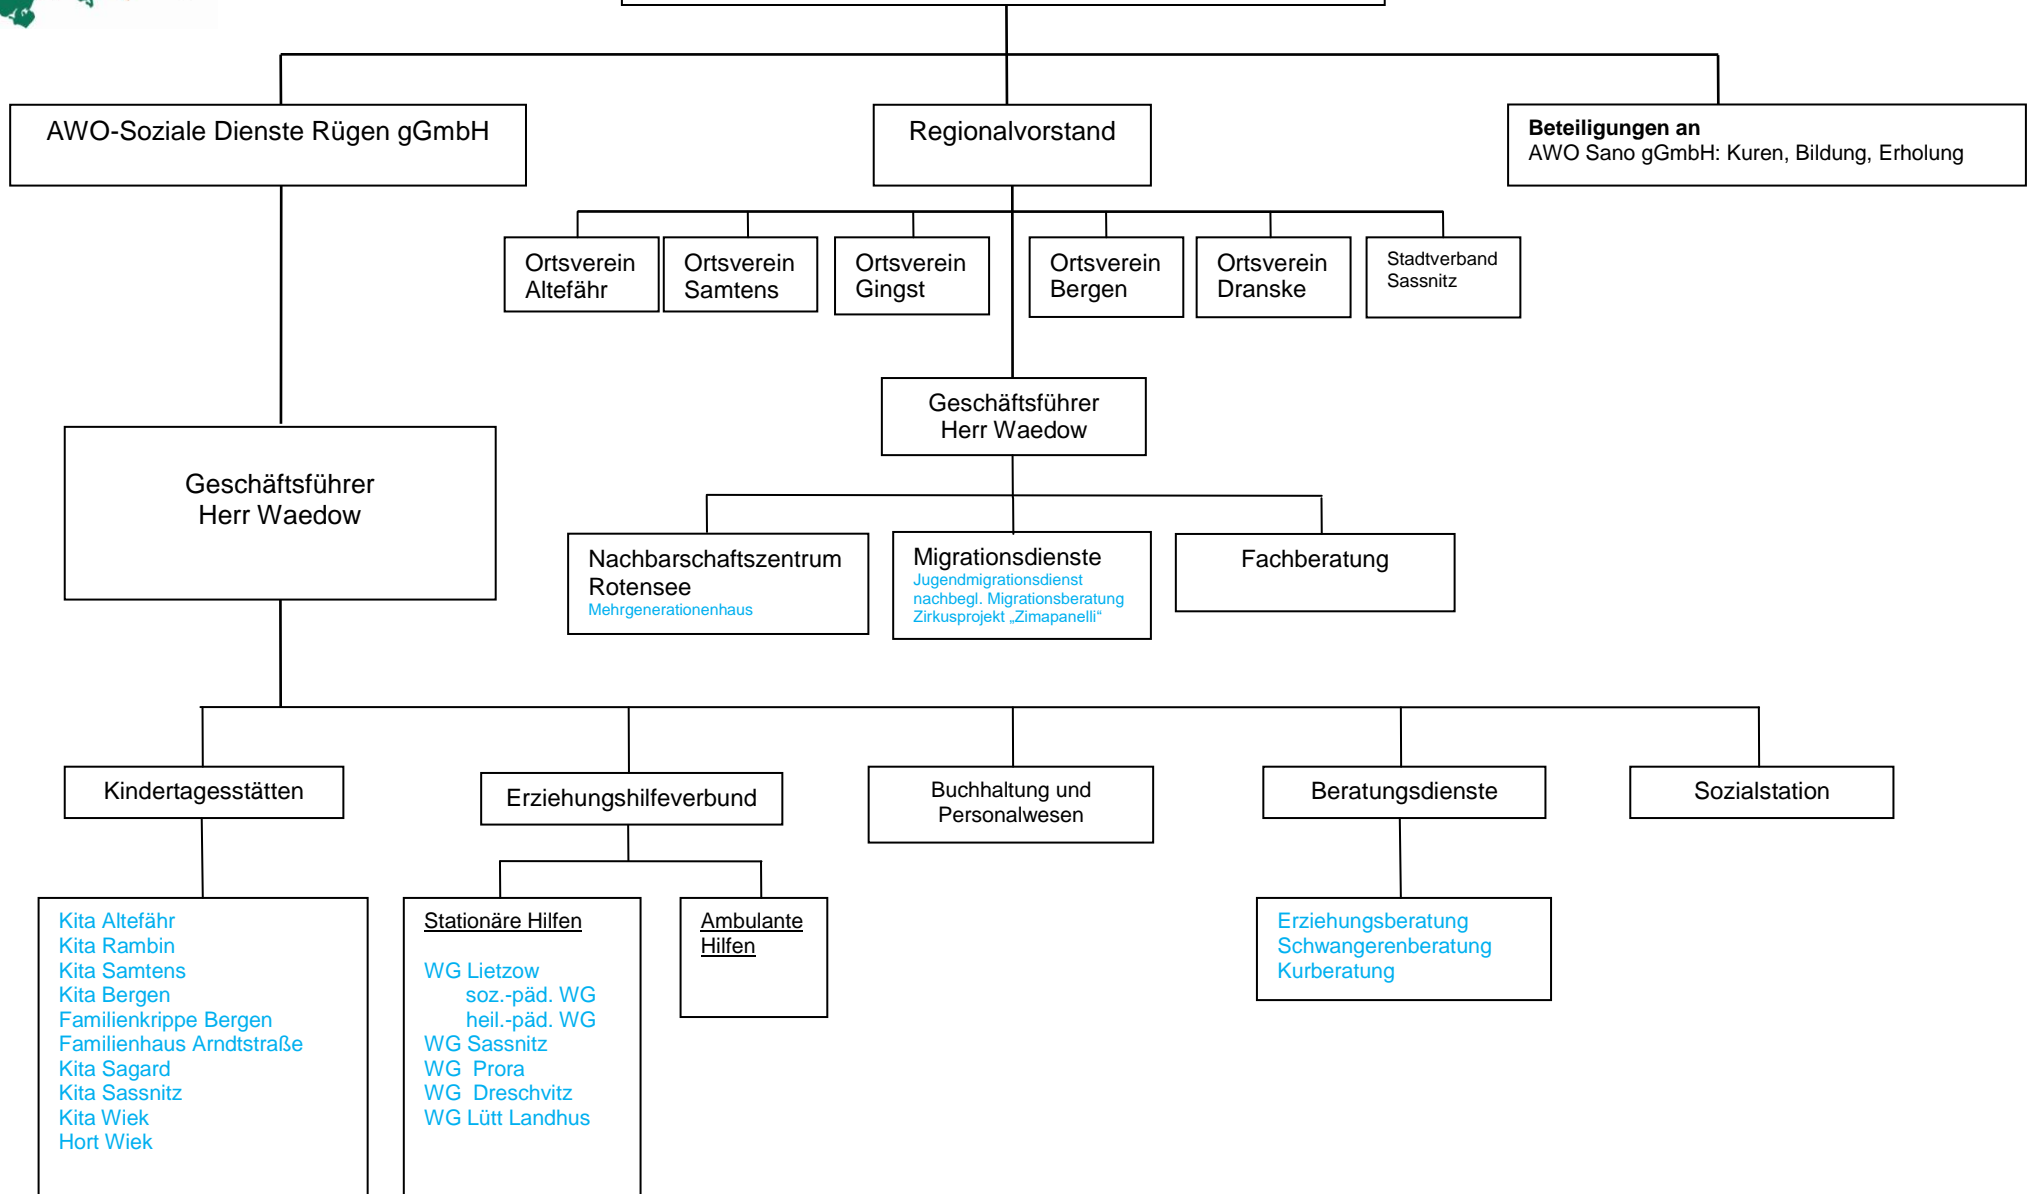 AWO-Soziale Dienste Rügen gGmbH
Regionalvorstand
Beteiligungen an
AWO Sano gGmbH: Kuren, Bildung, Erholung
Ortsverein
Altefähr
Ortsverein
Samtens
Ortsverein
Gingst
Ortsverein
Bergen
Ortsverein
Dranske
Stadtverband
Sassnitz
Geschäftsführer
Herr Waedow
Geschäftsführer
Herr Waedow
Nachbarschaftszentrum
Rotensee
Mehrgenerationenhaus
Migrationsdienste
Jugendmigrationsdienst
nachbegl. Migrationsberatung
Zirkusprojekt „Zimapanelli“
Fachberatung
Kindertagesstätten
Erziehungshilfeverbund
Buchhaltung und
Personalwesen
Beratungsdienste
Sozialstation
Kita Altefähr
Kita Rambin
Kita Samtens
Kita Bergen
Familienkrippe Bergen
Familienhaus Arndtstraße
Kita Sagard
Kita Sassnitz
Kita Wiek
Hort Wiek
Stationäre Hilfen
WG Lietzow
soz.-päd. WG
heil.-päd. WG
WG Sassnitz
WG Prora
WG Dreschvitz
WG Lütt Landhus
Ambulante
Hilfen
Erziehungsberatung
Schwangerenberatung
Kurberatung